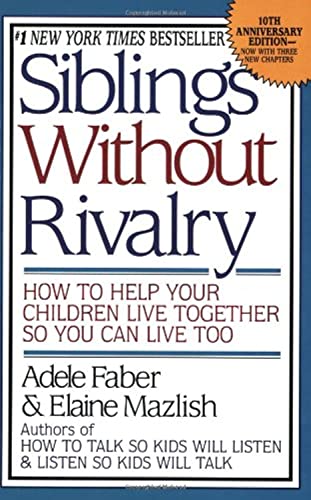 #1 NEW YORK TIMES BESTSELLER
10TH
ANNIVERSARY
EDITION—
NOW WITH THREE
NEW CHAPTERS
Siblings
Without
Rivalry
HOW TO HELP YOUR
CHILDREN LIVE TOGETHER
SO YOU CAN LIVE TOO
Adele Faber
& Elaine Mazlish
Authors of
HOW TO TALK SO KIDS WILL LISTEN
& LISTEN SO KIDS WILL TALK